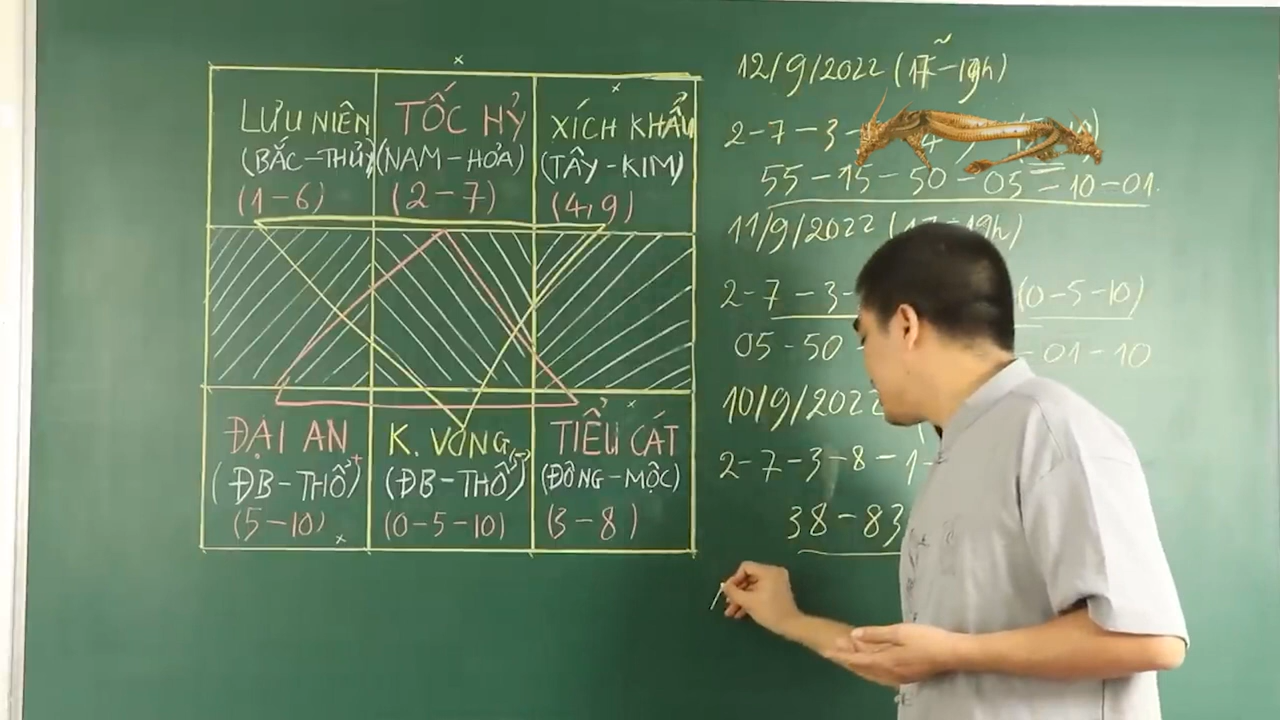 LƯU NIÊN
(BẮC-THỦY)
(1-6)
TỐC HỶ
(NAM-HỎA)
(2-7)
XÍCH KHẨU
(TÂY-KIM)
(4,9)
ĐẠI AN
(ĐB-THỔ)
(5-10)
K. VONG
(ĐB-THỔ)
(0-5-10)
TIỂU CÁT
(ĐÔNG-MỘC)
(3-8)
12/9/2022 (17-19h)
2-7-3-
55-15-50-05-10-01.
11/9/2022 (17-19h)
2-7-3- (0-5-10)
05-50- -01-10
10/9/2022
2-7-3-8-1-
38-83